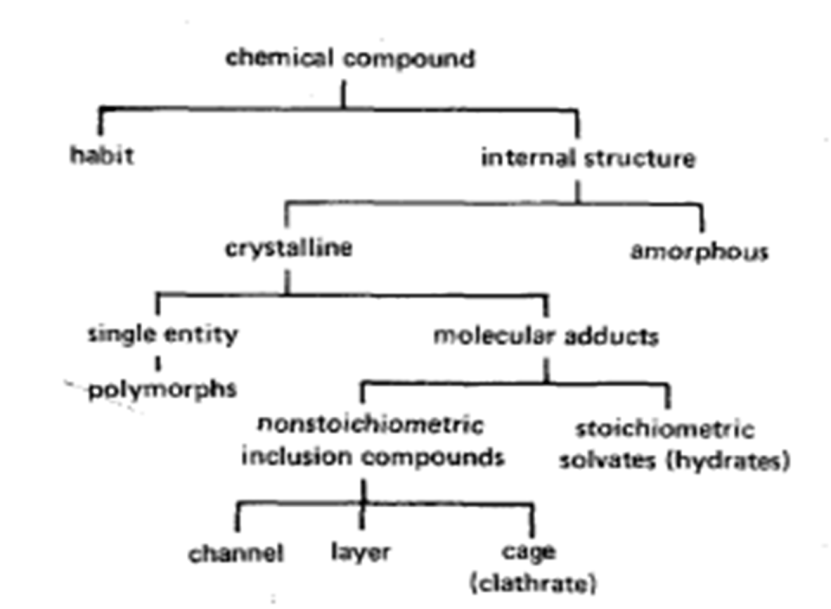 chemical compound
habit
internal structure
crystalline
amorphous
single entity
molecular adducts
polymorphs
nonstoichiometric
inclusion compounds
stoichiometric
solvates (hydrates)
channel
layer
cage
(clathrate)